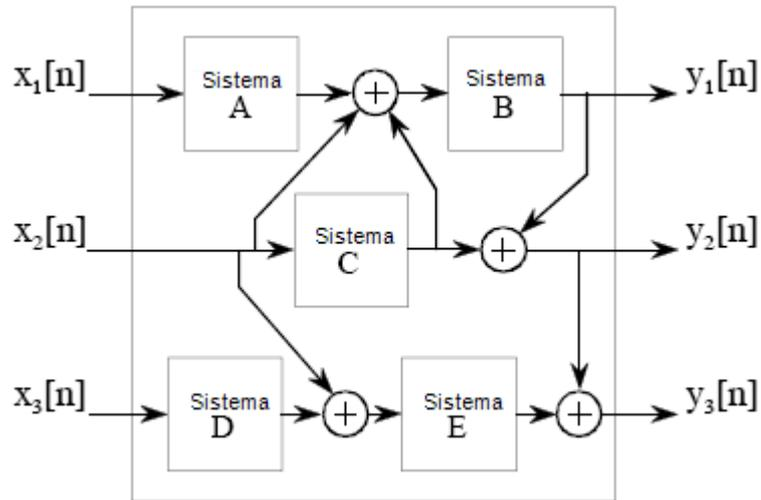 x₁[n]
Sistema
A
+
Sistema
B
y₁[n]
x₂[n]
Sistema
C
+
y₂[n]
x₃[n]
Sistema
D
+
Sistema
E
+
y₃[n]